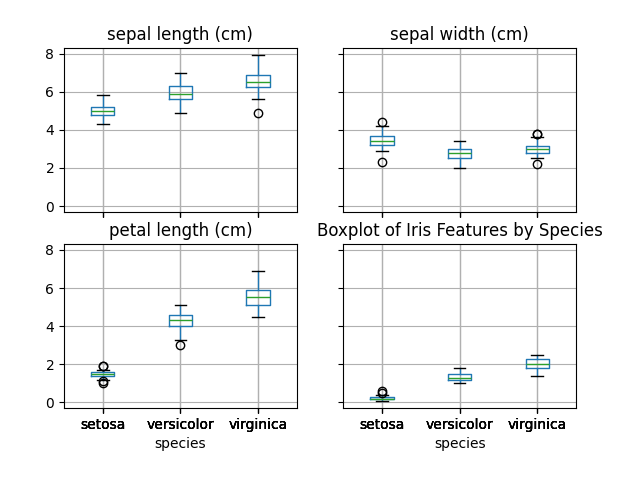 sepal length (cm)
sepal width (cm)
8
6
4
2
0
petal length (cm)
Boxplot of Iris Features by Species
8
6
4
2
0
setosa versicolor virginica
setosa versicolor virginica
species
species